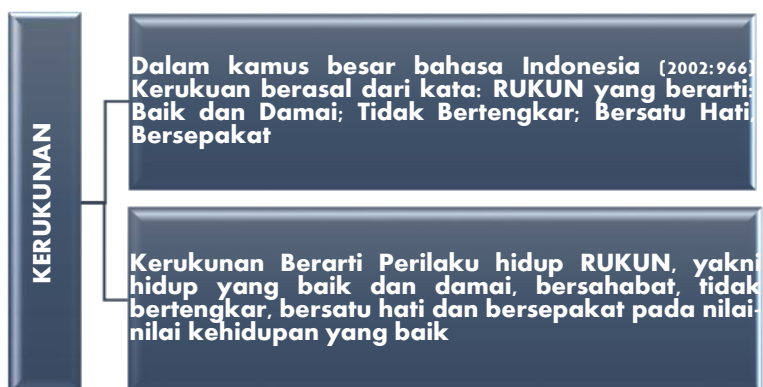 KERUKUNAN
Dalam kamus besar bahasa Indonesia (2002:966)
Kerukuan berasal dari kata: RUKUN yang berarti:
Baik dan Damai; Tidak Bertengkar; Bersatu Hati,
Bersepakat
Kerukunan Berarti Perilaku hidup RUKUN, yakni
hidup yang baik dan damai, bersahabat, tidak
bertengkar, bersatu hati dan bersepakat pada nilai-
nilai kehidupan yang baik